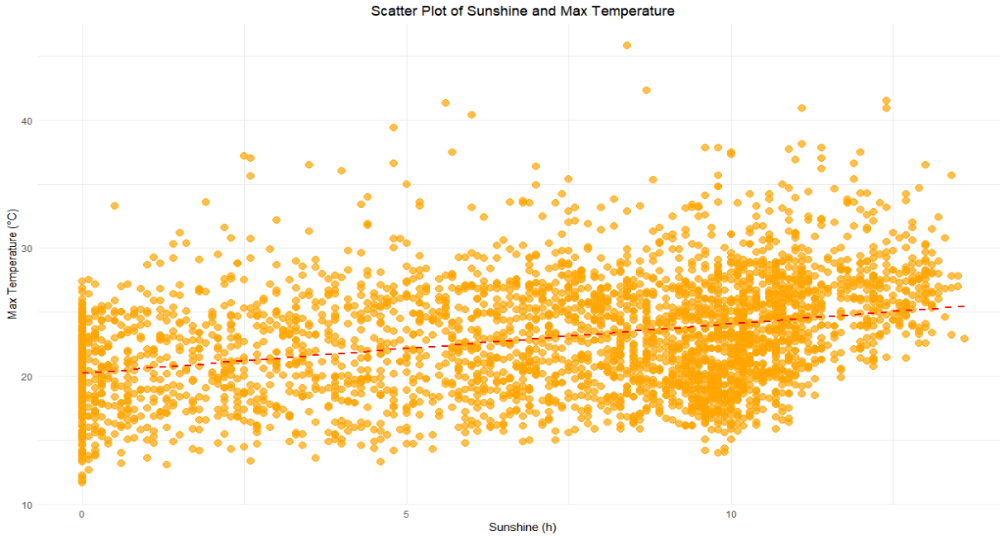 Scatter Plot of Sunshine and Max Temperature
Max Temperature (°C)
40
30
20
10
0
5
10
Sunshine (h)